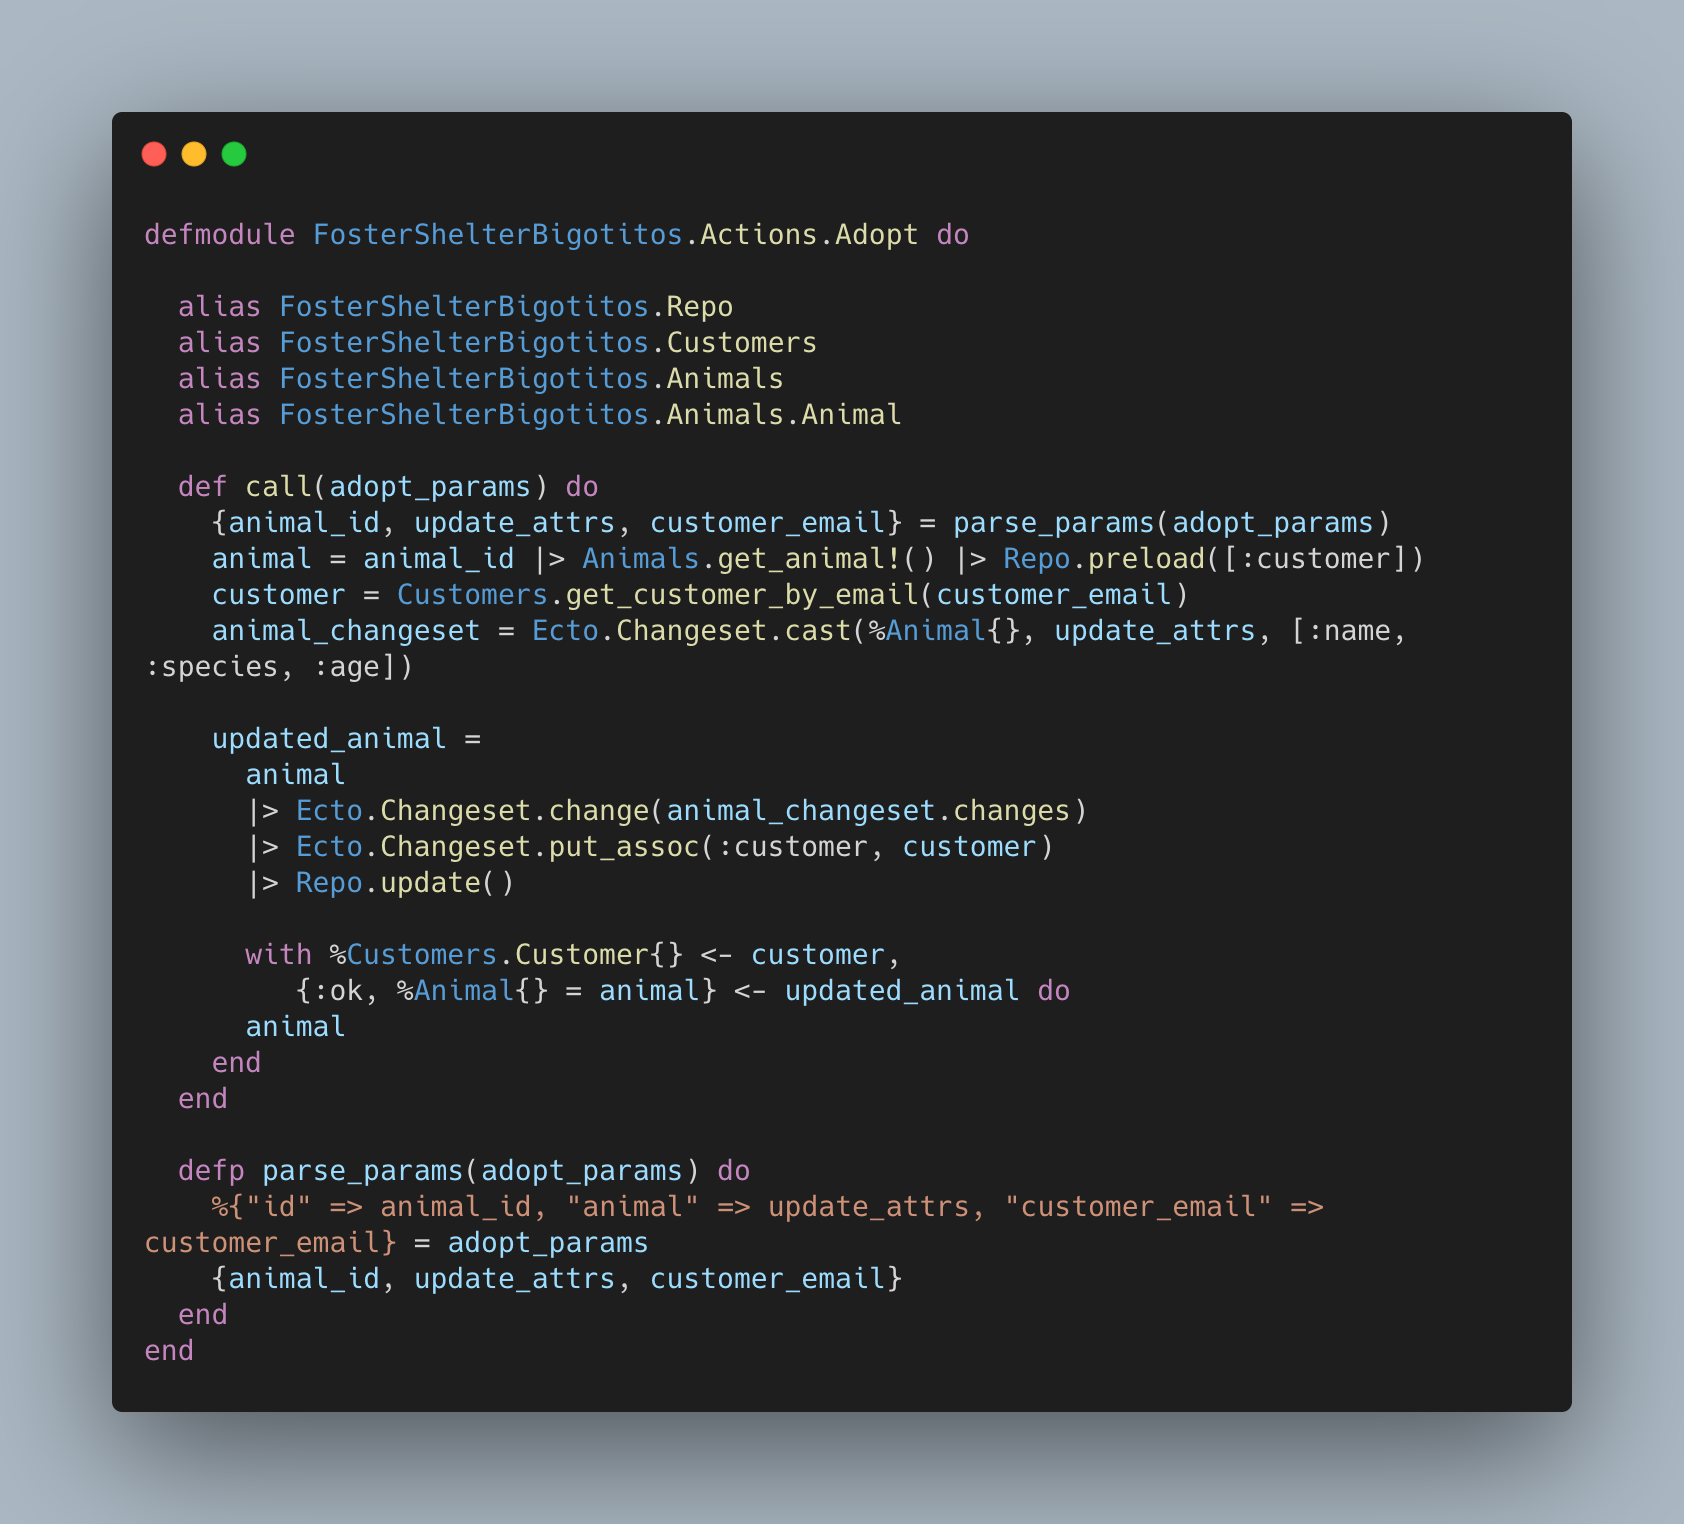 defmodule FosterShelterBigotitos.Actions.Adopt do

  alias FosterShelterBigotitos.Repo
  alias FosterShelterBigotitos.Customers
  alias FosterShelterBigotitos.Animals
  alias FosterShelterBigotitos.Animals.Animal

  def call(adopt_params) do
    {animal_id, update_attrs, customer_email} = parse_params(adopt_params)
    animal = animal_id |> Animals.get_animal!() |> Repo.preload([:customer])
    customer = Customers.get_customer_by_email(customer_email)
    animal_changeset = Ecto.Changeset.cast(%Animal{}, update_attrs, [:name,
:species, :age])

    updated_animal =
      animal
      |> Ecto.Changeset.change(animal_changeset.changes)
      |> Ecto.Changeset.put_assoc(:customer, customer)
      |> Repo.update()

      with %Customers.Customer{} <- customer,
         {:ok, %Animal{} = animal} <- updated_animal do
      animal
    end
  end

  defp parse_params(adopt_params) do
    %{"id" => animal_id, "animal" => update_attrs, "customer_email" =>
customer_email} = adopt_params
    {animal_id, update_attrs, customer_email}
  end
end